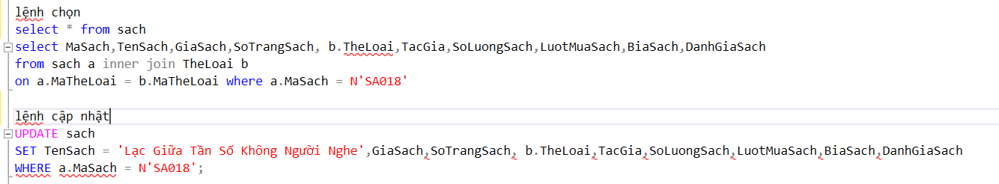 lệnh chọn
select * from sach
select MaSach,TenSach,GiaSach,SoTrangSach, b.TheLoai,TacGia,SoLuongSach,LuotMuaSach,BiaSach,DanhGiaSach
from sach a inner join TheLoai b
on a.MaTheLoai = b.MaTheLoai where a.MaSach = N'SA018'
lệnh cập nhật
UPDATE sach
SET TenSach = 'Lạc Giữa Tần Số Không Người Nghe',GiaSach,SoTrangSach, b.TheLoai,TacGia,SoLuongSach,LuotMuaSach,BiaSach,DanhGiaSach
WHERE a.MaSach = N'SA018';